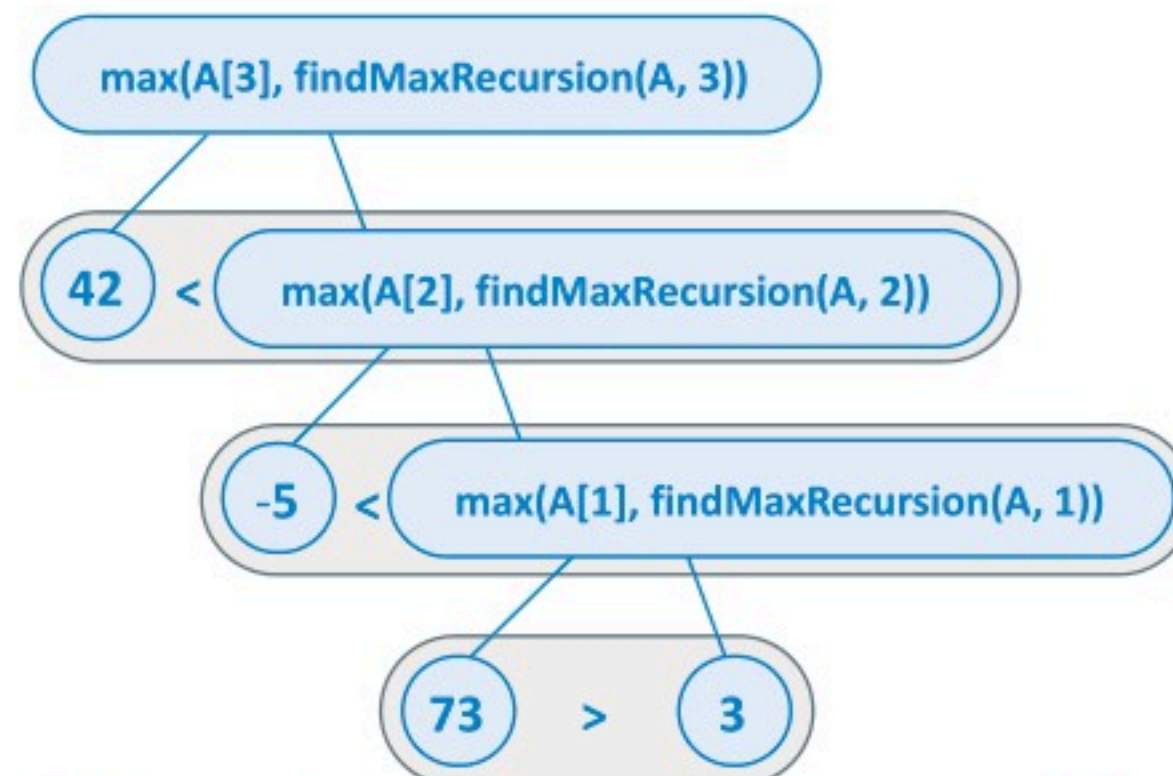 max(A[3], findMaxRecursion(A, 3))
42 < max(A[2], findMaxRecursion(A, 2))
-5 < max(A[1], findMaxRecursion(A, 1))
73 > 3